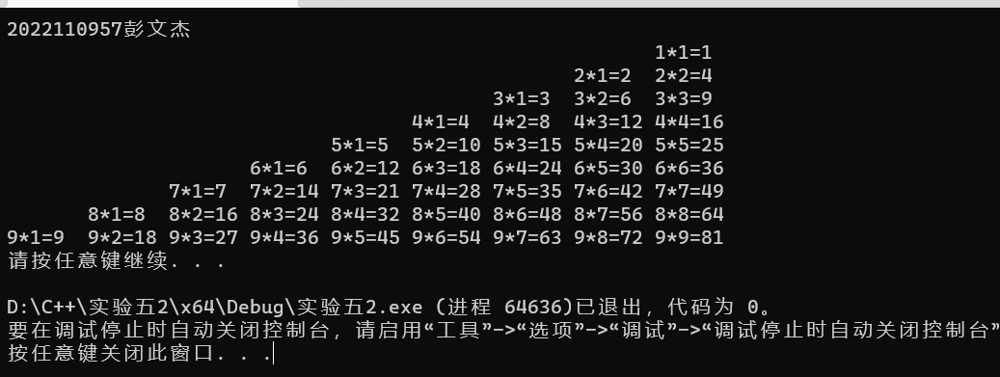 2022110957彭文杰
1*1=1
2*1=2 2*2=4
3*1=3 3*2=6 3*3=9
4*1=4 4*2=8 4*3=12 4*4=16
5*1=5 5*2=10 5*3=15 5*4=20 5*5=25
6*1=6 6*2=12 6*3=18 6*4=24 6*5=30 6*6=36
7*1=7 7*2=14 7*3=21 7*4=28 7*5=35 7*6=42 7*7=49
8*1=8 8*2=16 8*3=24 8*4=32 8*5=40 8*6=48 8*7=56 8*8=64
9*1=9 9*2=18 9*3=27 9*4=36 9*5=45 9*6=54 9*7=63 9*8=72 9*9=81
请按任意键继续. . .
D:\C++\实验五2\x64\Debug\实验五2.exe (进程 64636)已退出，代码为 0。
要在调试停止时自动关闭控制台，请启用“工具”->“选项”->“调试”->“调试停止时自动关闭控制台”
按任意键关闭此窗口. . .